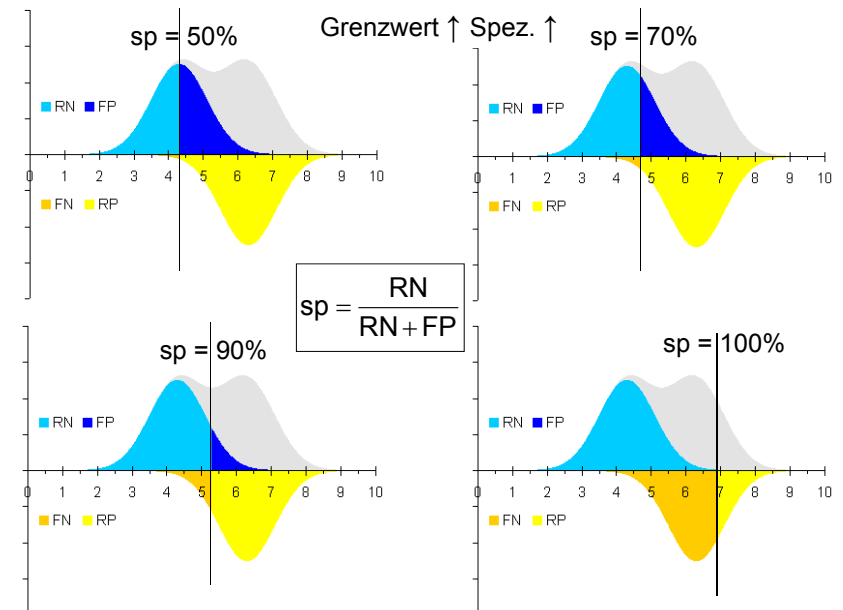 Grenzwert ↑ Spez. ↑
sp = 50%
RN FP
0 1 2 3 4 5 6 7 8 9 10
FN RP
sp = 70%
RN FP
0 1 2 3 4 5 6 7 8 9 10
FN RP
sp = RN / (RN + FP)
sp = 90%
RN FP
0 1 2 3 4 5 6 7 8 9 10
FN RP
sp = 100%
RN FP
0 1 2 3 4 5 6 7 8 9 10
FN RP